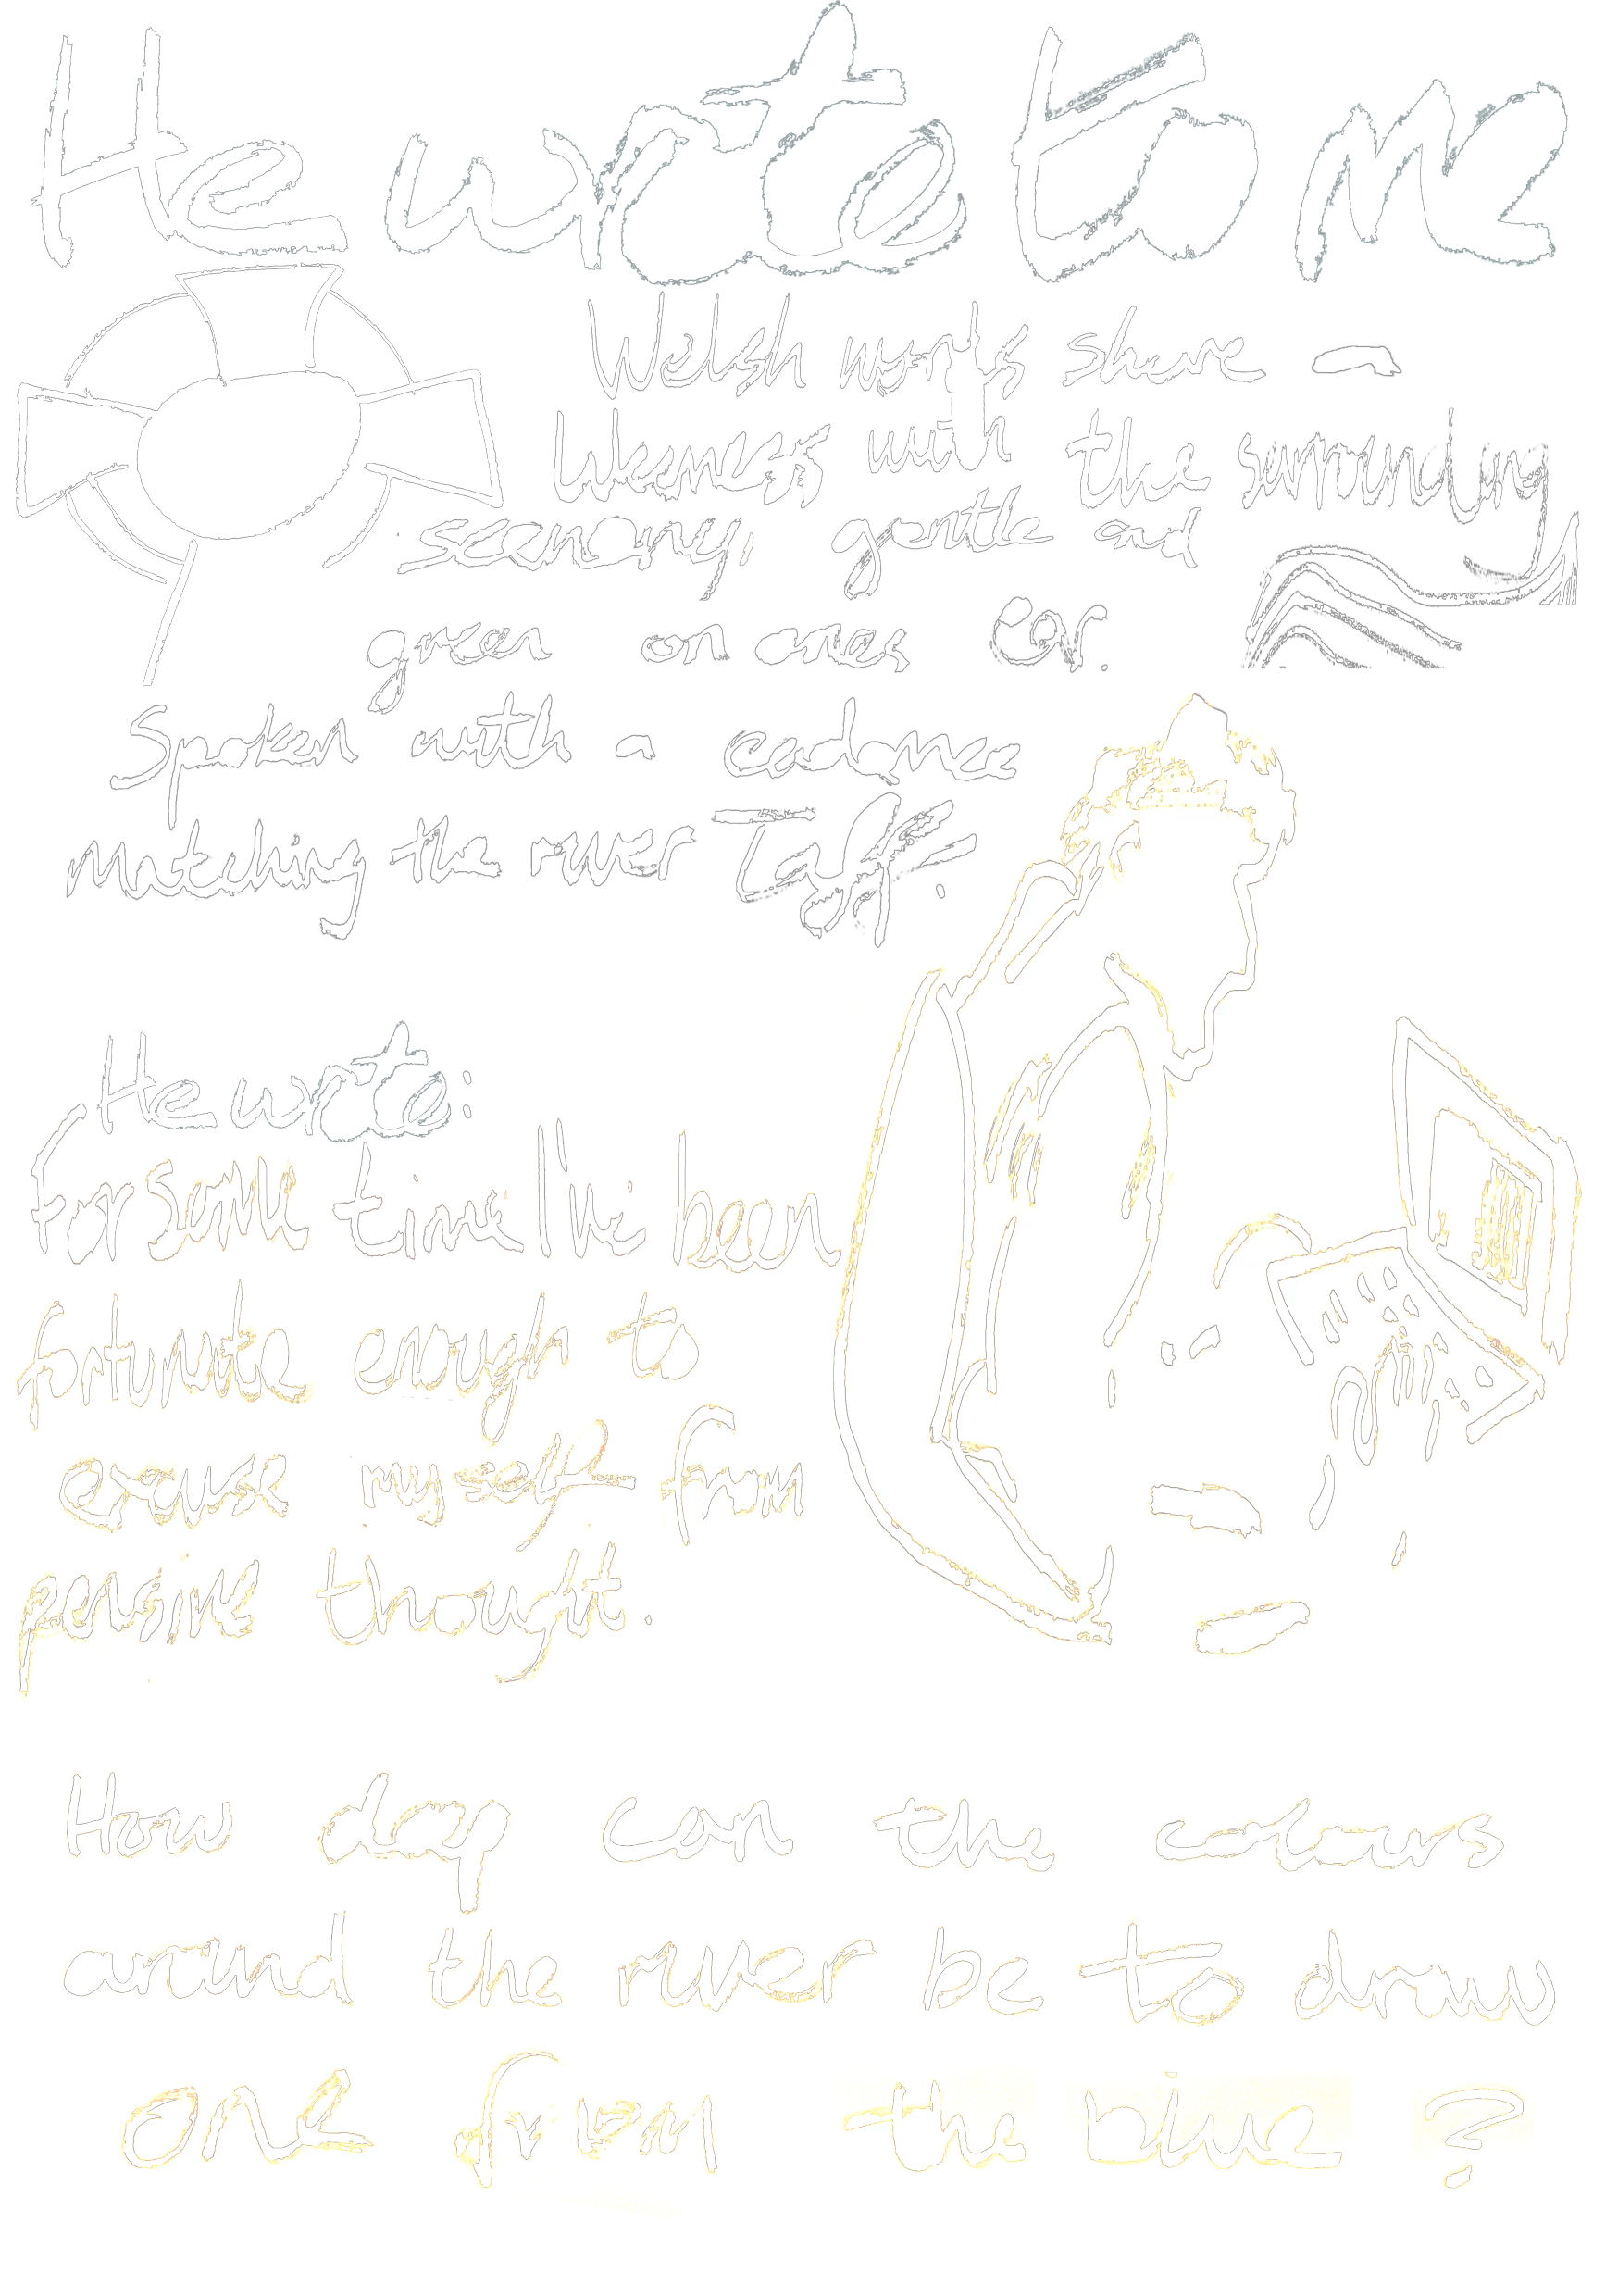 He wrote to me
Welsh words share a
likeness with the surrounding
scenery, gentle and
green on ones ear.
Spoken with a cadence
matching the river Taff.
He wrote:
For some time I've been
fortunate enough to
excuse myself from
pensive thought.
How deep can the colours
around the river be to draw
one from the blue?